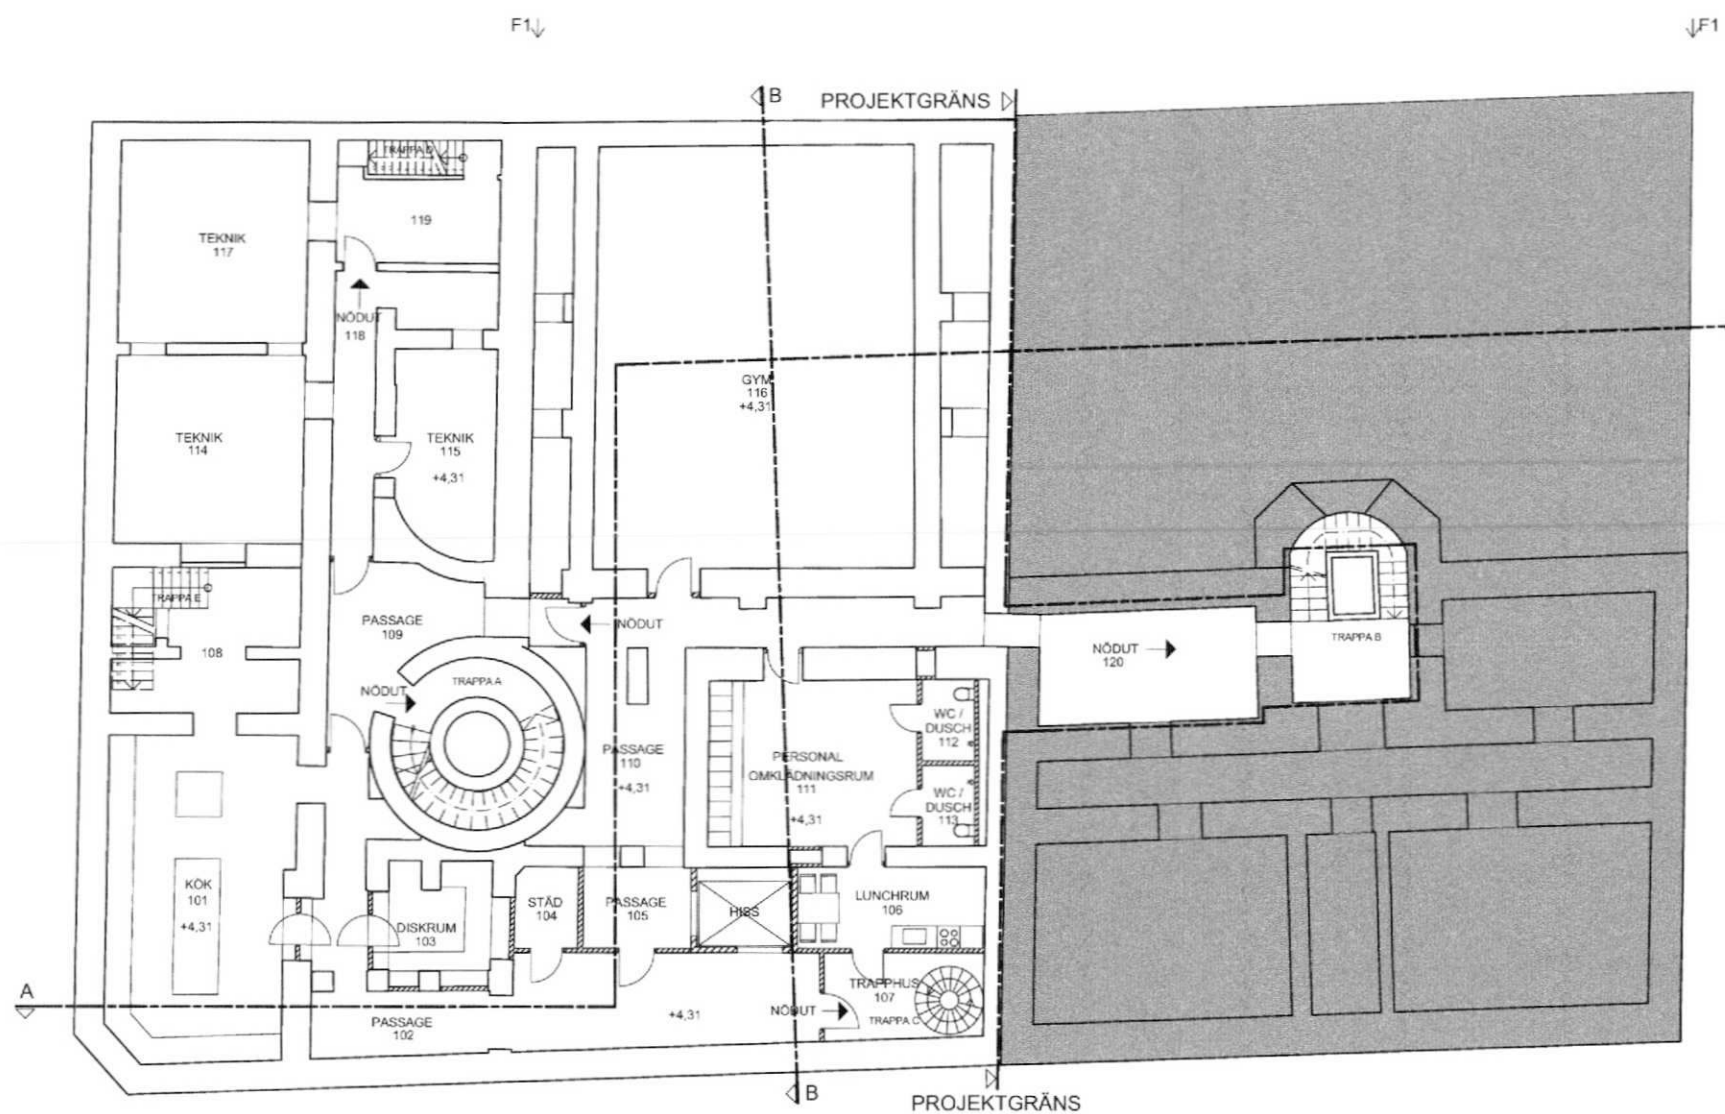 F1
F1
B
PROJEKTGRÄNS
TRAPPA D
119
TEKNIK
117
NÖDUT
118
GYM
116
+4,31
TEKNIK
114
TEKNIK
115
+4,31
TRAPPA E
108
PASSAGE
109
NÖDUT
NÖDUT
120
TRAPPA B
TRAPPA A
NÖDUT
WC /
DUSCH
112
PASSAGE
110
+4,31
PERSONAL
OMKLÄDNINGSRUM
111
+4,31
WC /
DUSCH
113
KÖK
101
+4,31
DISKRUM
103
STÄD
104
PASSAGE
105
HISS
LUNCHRUM
106
A
TRAPPHUS
107
TRAPPA C
NÖDUT
+4,31
PASSAGE
102
B
PROJEKTGRÄNS